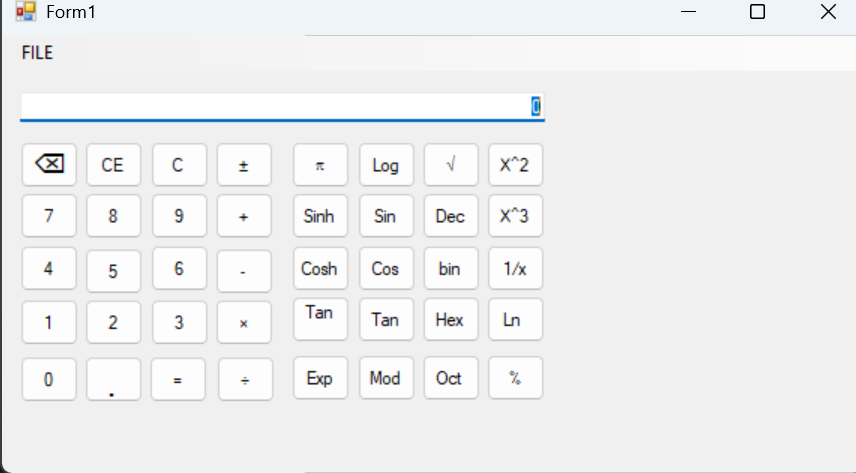 Form1
FILE
0
CE C ± π Log √ X^2
7 8 9 + Sinh Sin Dec X^3
4 5 6 - Cosh Cos bin 1/x
1 2 3 × Tan Tan Hex Ln
0 . = ÷ Exp Mod Oct %